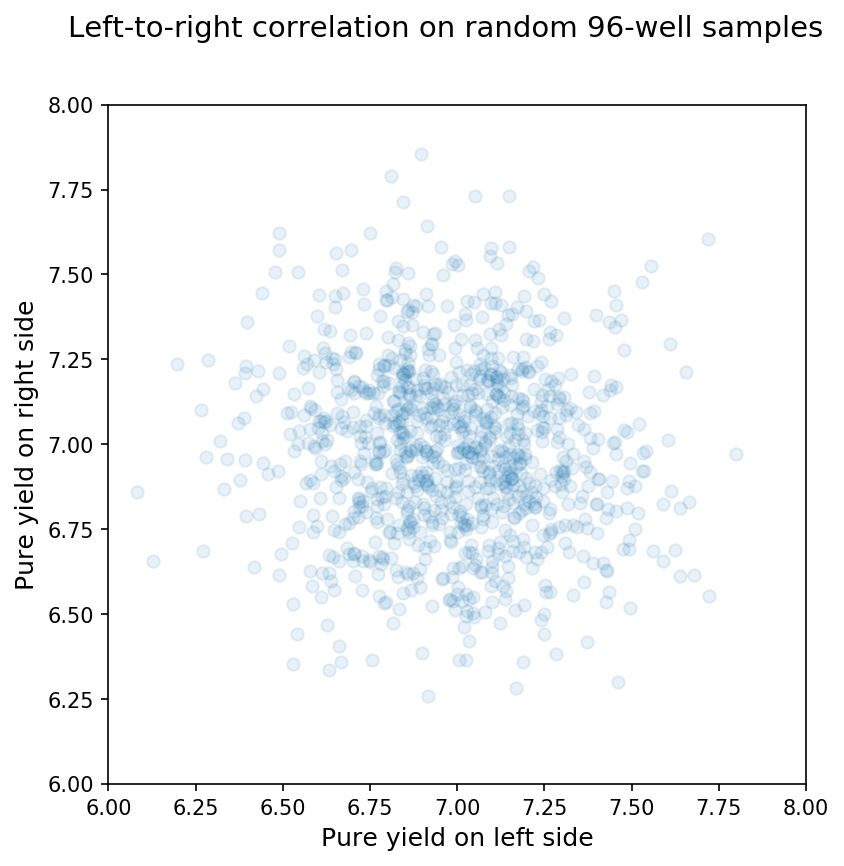 Left-to-right correlation on random 96-well samples
8.00
7.75
7.50
7.25
7.00
6.75
6.50
6.25
6.00
Pure yield on right side
6.00 6.25 6.50 6.75 7.00 7.25 7.50 7.75 8.00
Pure yield on left side